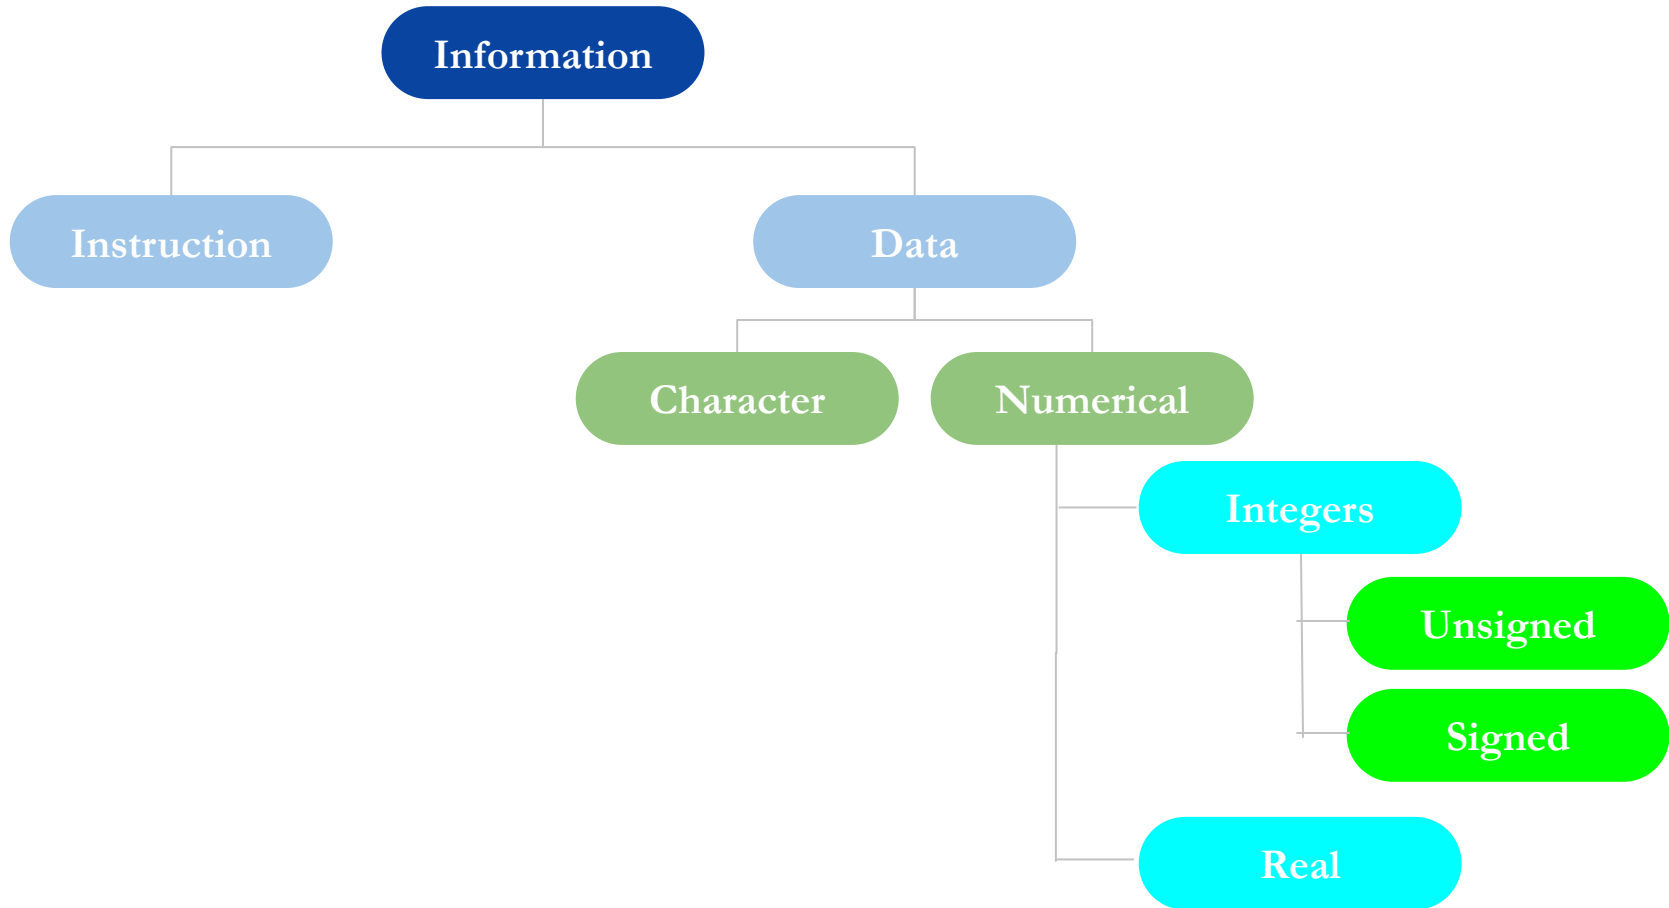 Information
Instruction
Data
Character
Numerical
Integers
Unsigned
Signed
Real